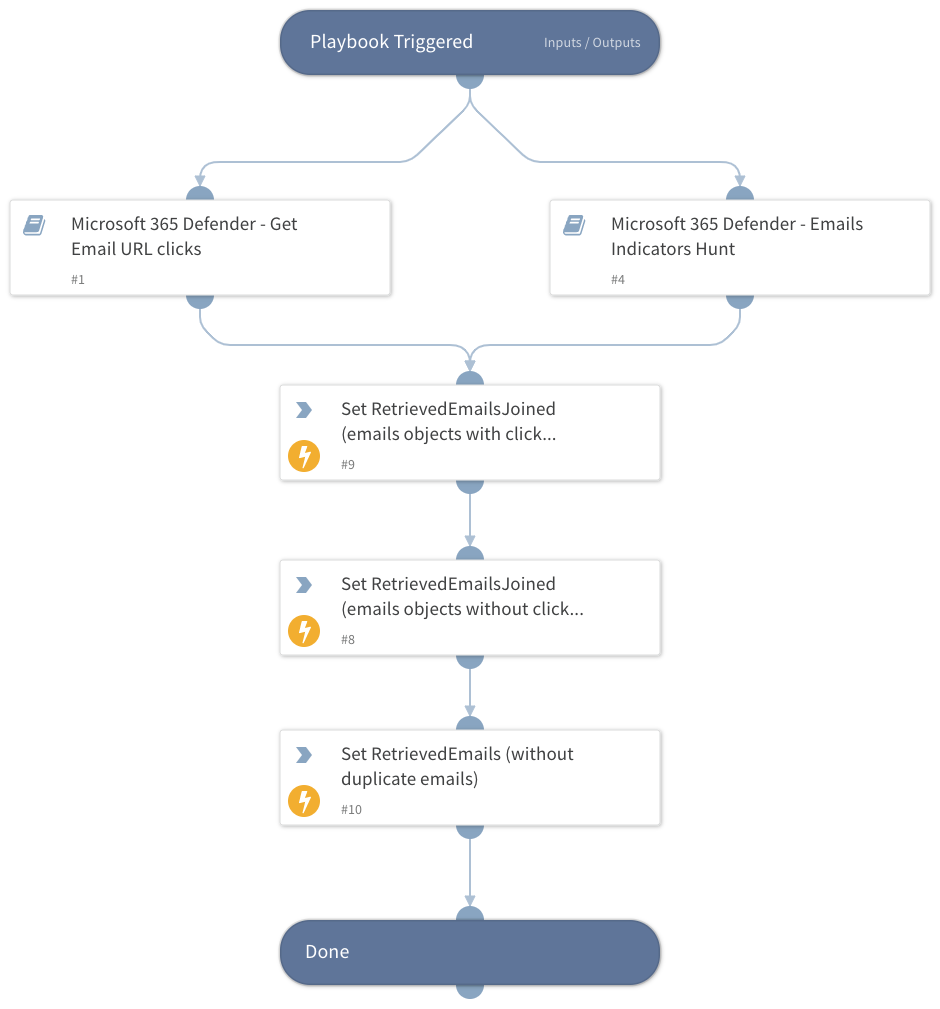 Playbook Triggered
Inputs / Outputs
Microsoft 365 Defender - Get
Email URL clicks
#1
Microsoft 365 Defender - Emails
Indicators Hunt
#4
Set RetrievedEmailsJoined
(emails objects with click...
#9
Set RetrievedEmailsJoined
(emails objects without click...
#8
Set RetrievedEmails (without
duplicate emails)
#10
Done